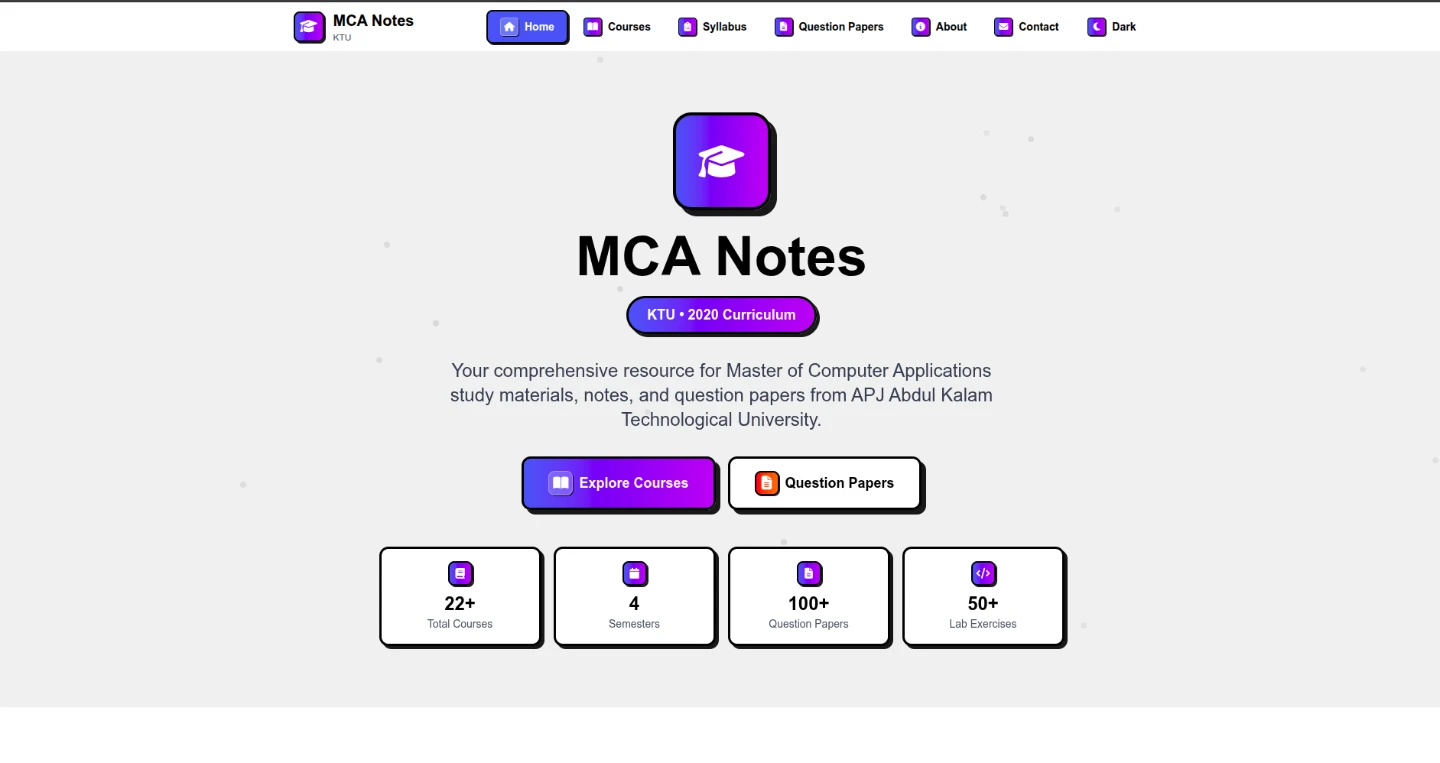 MCA Notes
KTU
Home
Courses
Syllabus
Question Papers
About
Contact
Dark
MCA Notes
KTU • 2020 Curriculum
Your comprehensive resource for Master of Computer Applications
study materials, notes, and question papers from APJ Abdul Kalam
Technological University.
Explore Courses
Question Papers
22+
Total Courses
4
Semesters
100+
Question Papers
50+
Lab Exercises